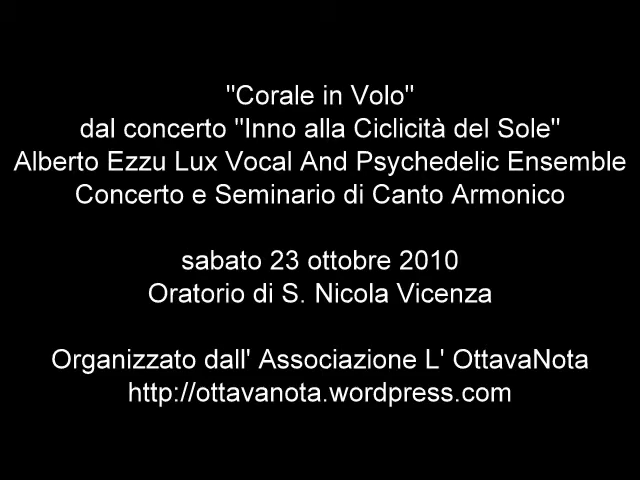 "Corale in Volo"
dal concerto "Inno alla Ciclicità del Sole"
Alberto Ezzu Lux Vocal And Psychedelic Ensemble
Concerto e Seminario di Canto Armonico
sabato 23 ottobre 2010
Oratorio di S. Nicola Vicenza
Organizzato dall' Associazione L' OttavaNota
http://ottavanota.wordpress.com